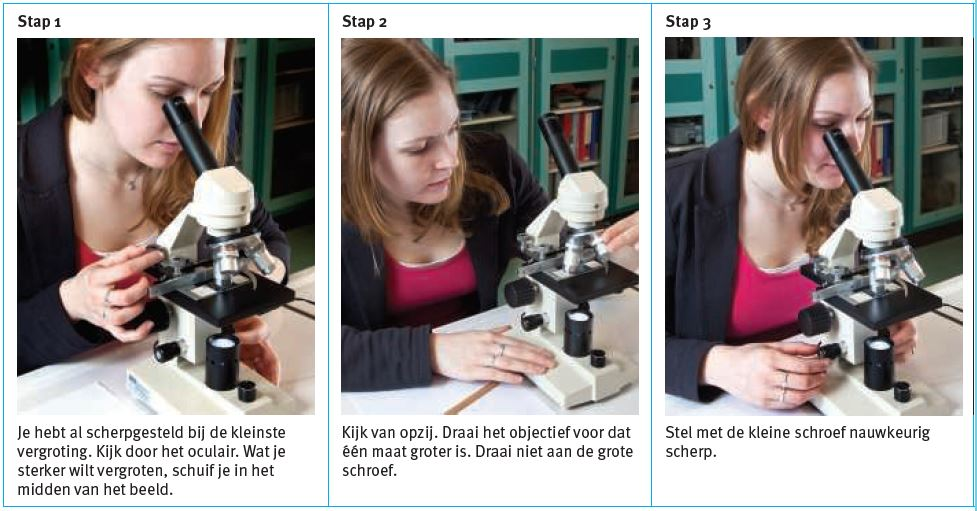 Stap 1
Je hebt al scherpgesteld bij de kleinste
vergroting. Kijk door het oculair. Wat je
sterker wilt vergroten, schuif je in het
midden van het beeld.
Stap 2
Kijk van opzij. Draai het objectief voor dat
één maat groter is. Draai niet aan de grote
schroef.
Stap 3
Stel met de kleine schroef nauwkeurig
scherp.